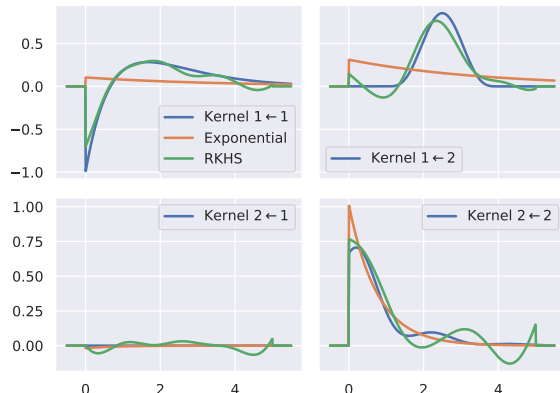 0.5
0.0
−0.5
−1.0
Kernel 1←1
Exponential
RKHS
Kernel 1←2
1.00
0.75
0.50
0.25
0.00
Kernel 2←1
Kernel 2←2
0 2 4
0 2 4